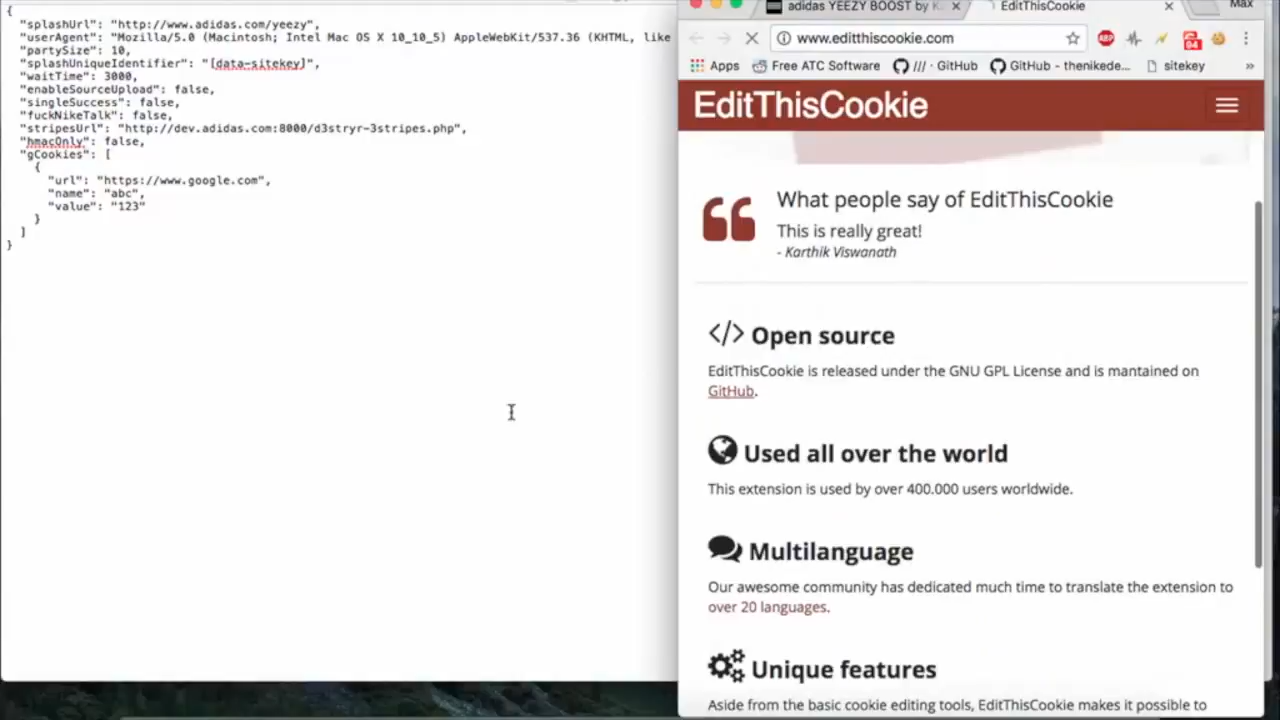 {
"splashUrl": "http://www.adidas.com/yeezy",
"userAgent": "Mozilla/5.0 (Macintosh; Intel Mac OS X 10_10_5) AppleWebKit/537.36 (KHTML, like
"partySize": 10,
"splashUniqueIdentifier": "[data-sitekey]",
"waitTime": 3000,
"enableSourceUpload": false,
"singleSuccess": false,
"fuckNikeTalk": false,
"stripesUrl": "http://dev.adidas.com:8000/d3stryr-3stripes.php",
"hmacOnly": false,
"gCookies": [
{
"url": "https://www.google.com",
"name": "abc",
"value": "123"
}
]
}
adidas YEEZY BOOST by
EditThisCookie
Max
www.editthiscookie.com
ABP
94
Apps
Free ATC Software
/// · GitHub
GitHub - thenikede...
sitekey
»
EditThisCookie
What people say of EditThisCookie
This is really great!
- Karthik Viswanath
</> Open source
EditThisCookie is released under the GNU GPL License and is mantained on
GitHub.
Used all over the world
This extension is used by over 400.000 users worldwide.
Multilanguage
Our awesome community has dedicated much time to translate the extension to
over 20 languages.
Unique features
Aside from the basic cookie editing tools, EditThisCookie makes it possible to